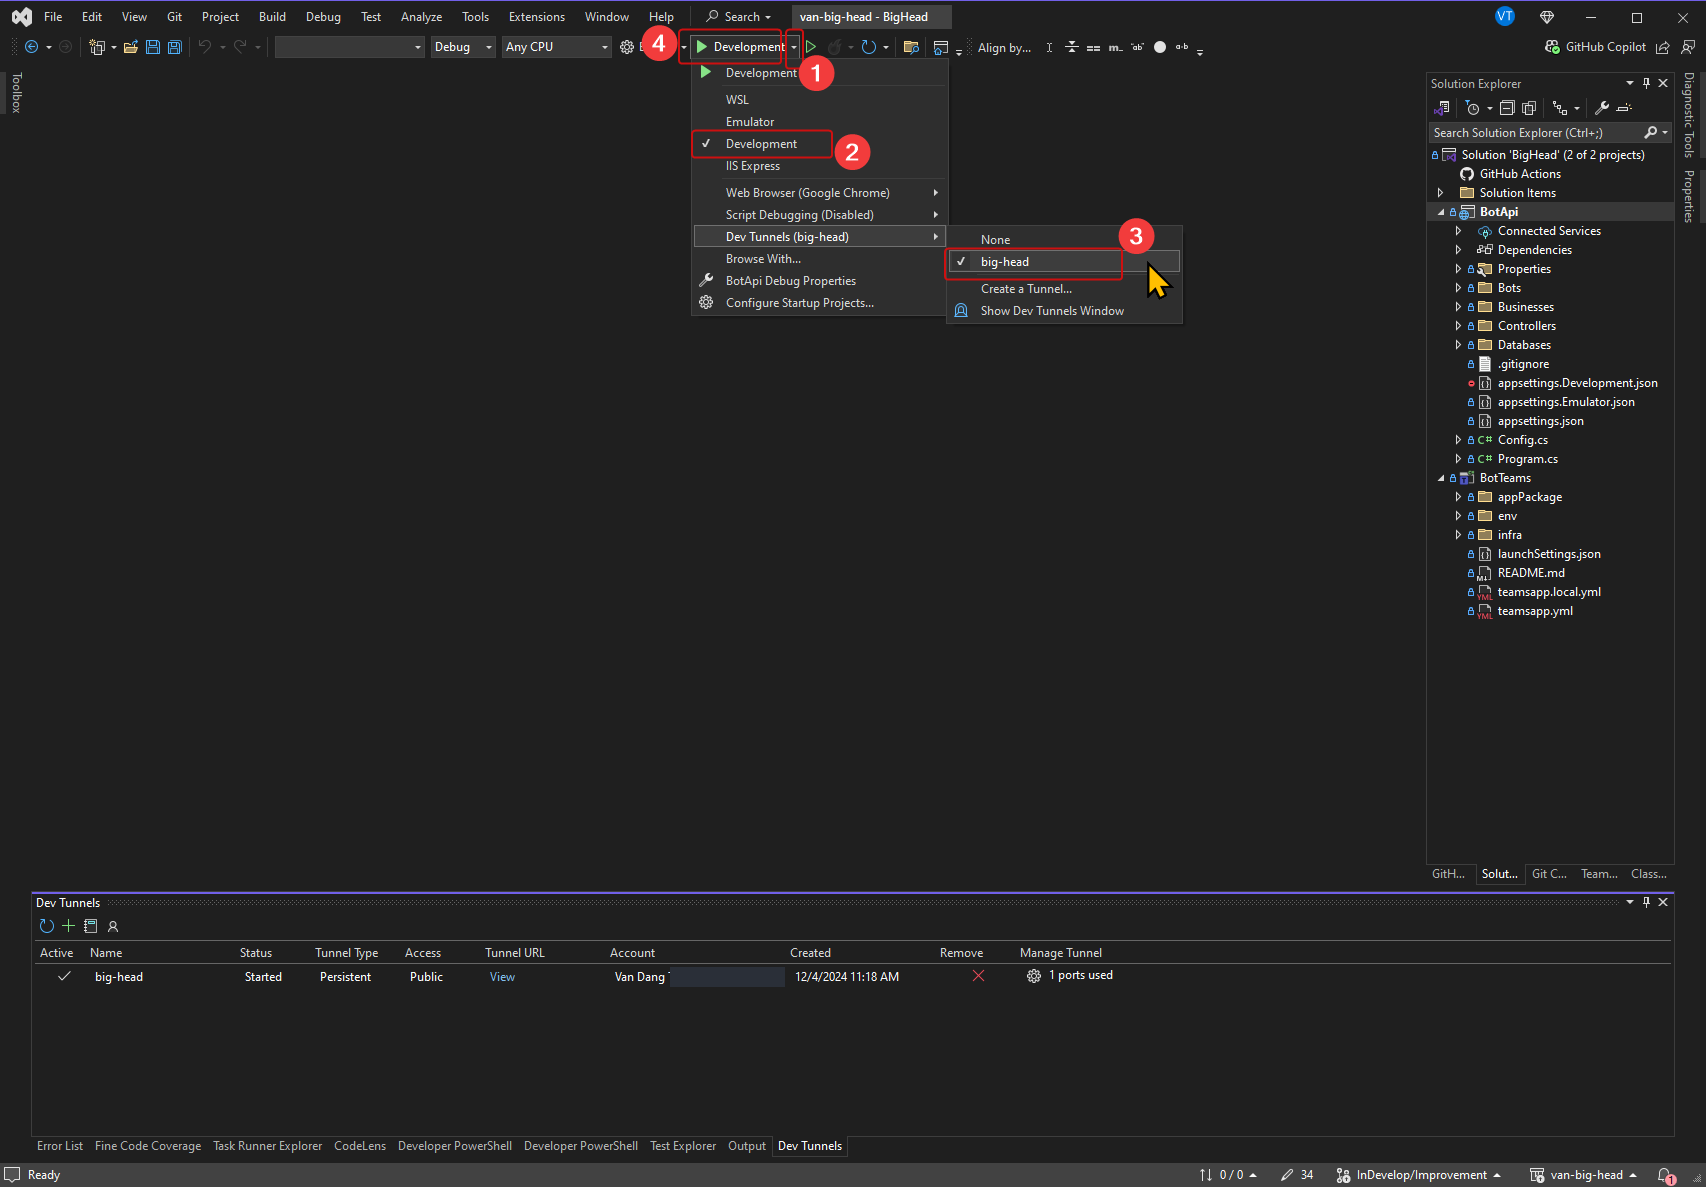 File Edit View Git Project Build Debug Test Analyze Tools Extensions Window Help Search van-big-head - BigHead VT
Debug Any CPU 4 Development Align by... GitHub Copilot
1
Toolbox
Development
WSL
Emulator
Development 2
IIS Express
Web Browser (Google Chrome)
Script Debugging (Disabled)
Dev Tunnels (big-head)
Browse With...
BotApi Debug Properties
Configure Startup Projects...
None 3
big-head
Create a Tunnel...
Show Dev Tunnels Window
Solution Explorer
Search Solution Explorer (Ctrl+;)
Solution 'BigHead' (2 of 2 projects)
GitHub Actions
Solution Items
BotApi
Connected Services
Dependencies
Properties
Bots
Businesses
Controllers
Databases
.gitignore
appsettings.Development.json
appsettings.Emulator.json
appsettings.json
C# Config.cs
C# Program.cs
BotTeams
appPackage
env
infra
launchSettings.json
README.md
teamsapp.local.yml
teamsapp.yml
GitH... Solut... Git C... Team... Class...
Diagnostic Tools
Properties
Dev Tunnels
Active Name Status Tunnel Type Access Tunnel URL Account Created Remove Manage Tunnel
big-head Started Persistent Public View Van Dang 12/4/2024 11:18 AM 1 ports used
Error List Fine Code Coverage Task Runner Explorer CodeLens Developer PowerShell Developer PowerShell Test Explorer Output Dev Tunnels
Ready 0 / 0 34 InDevelop/Improvement van-big-head 1